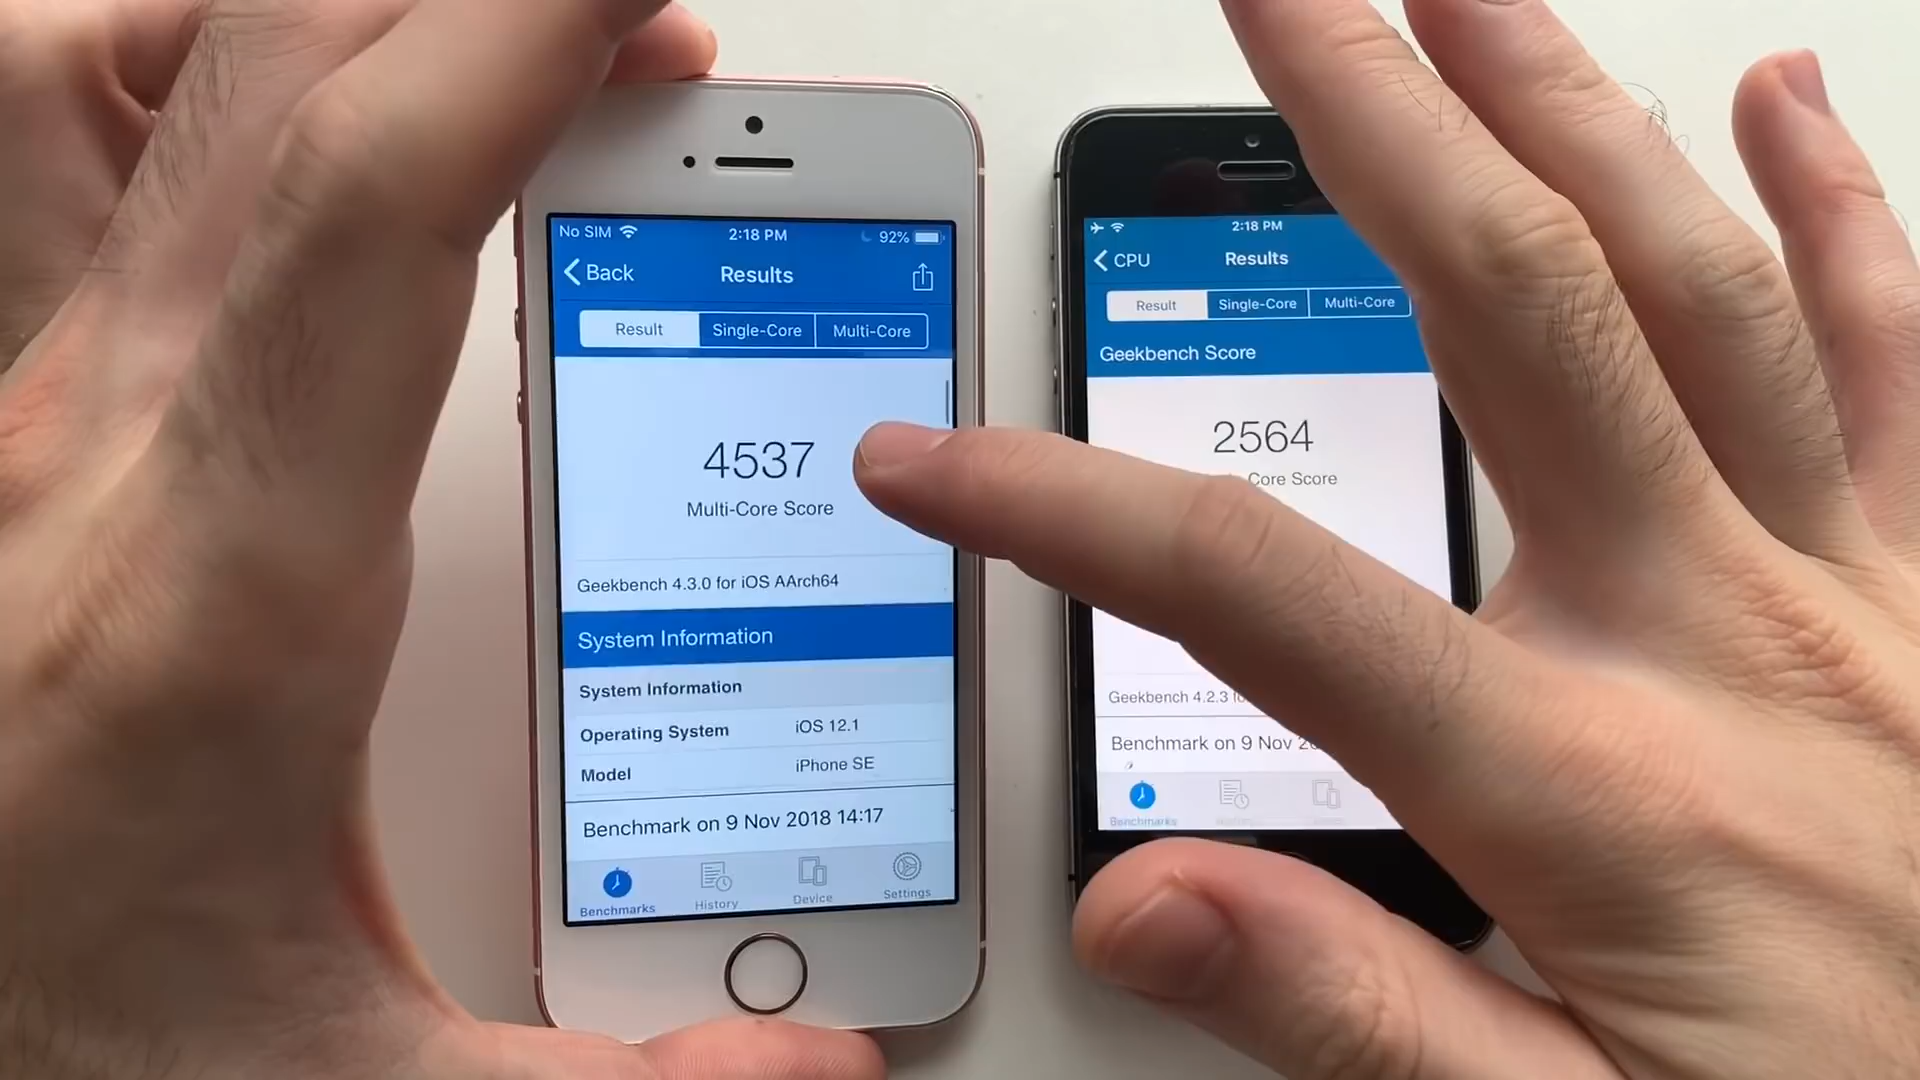 No SIM 2:18 PM 92%
Back Results
Result Single-Core Multi-Core
4537
Multi-Core Score
Geekbench 4.3.0 for iOS AArch64
System Information
System Information
Operating System iOS 12.1
Model iPhone SE
Benchmark on 9 Nov 2018 14:17
Benchmarks History Device Settings
2:18 PM
CPU Results
Result Single-Core Multi-Core
Geekbench Score
2564
Core Score
Geekbench 4.2.3
Benchmark on 9 Nov
Benchmarks